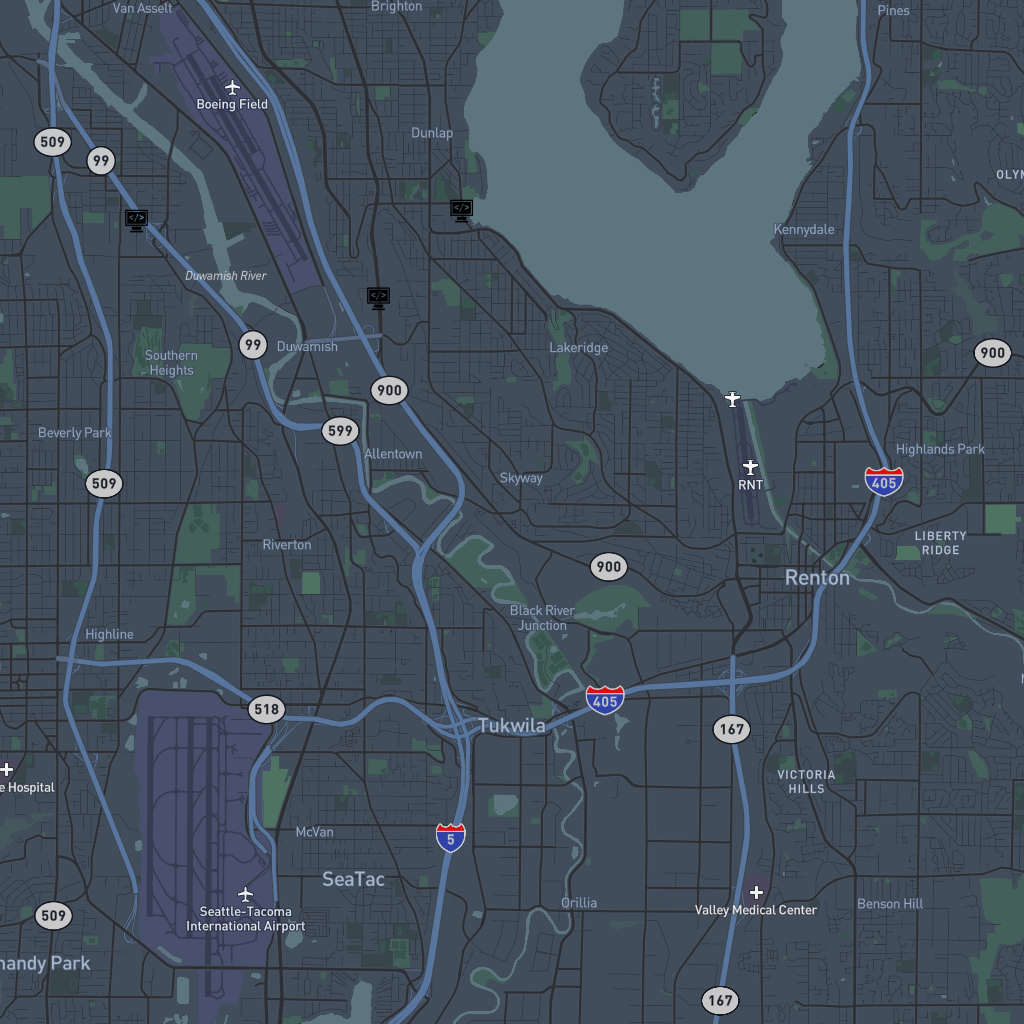 Van Asselt
Brighton
Pines
Boeing Field
Dunlap
509
99
OLYM
</>
</>
Kennydale
Duwamish River
</>
99
Duwamish
Southern
Heights
Lakeridge
900
900
Beverly Park
599
Allentown
Highlands Park
509
Skyway
RNT
405
Riverton
LIBERTY
RIDGE
900
Renton
Black River
Junction
Highline
518
405
Tukwila
167
e Hospital
VICTORIA
HILLS
McVan
5
SeaTac
Seattle-Tacoma
International Airport
509
Orillia
Valley Medical Center
Benson Hill
nandy Park
167